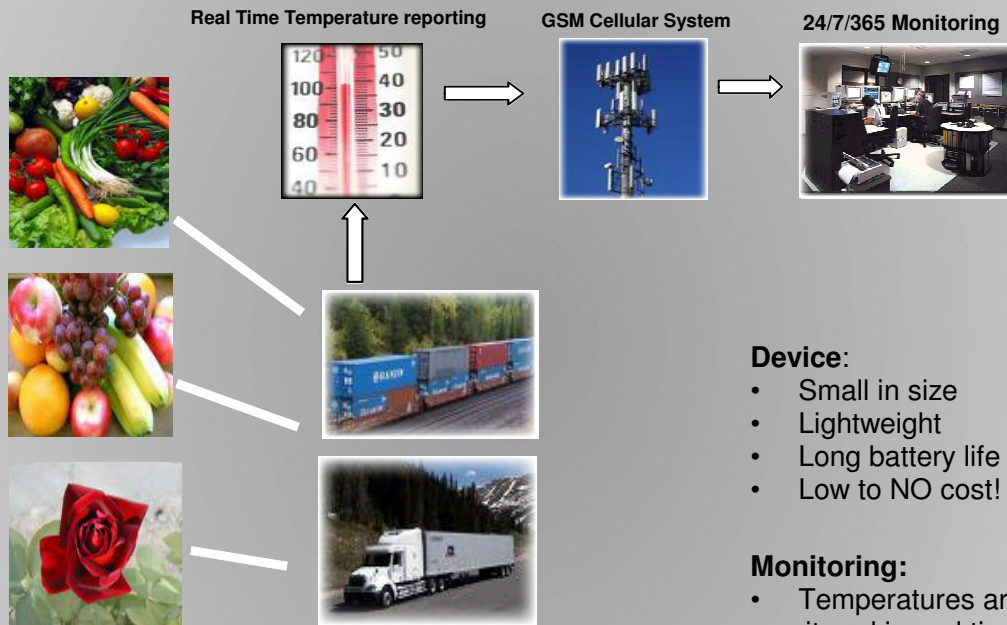 Real Time Temperature reporting
GSM Cellular System
24/7/365 Monitoring
120 50
100 40
80 30
60 20
40 10
Device:
• Small in size
• Lightweight
• Long battery life
• Low to NO cost!
Monitoring:
• Temperatures